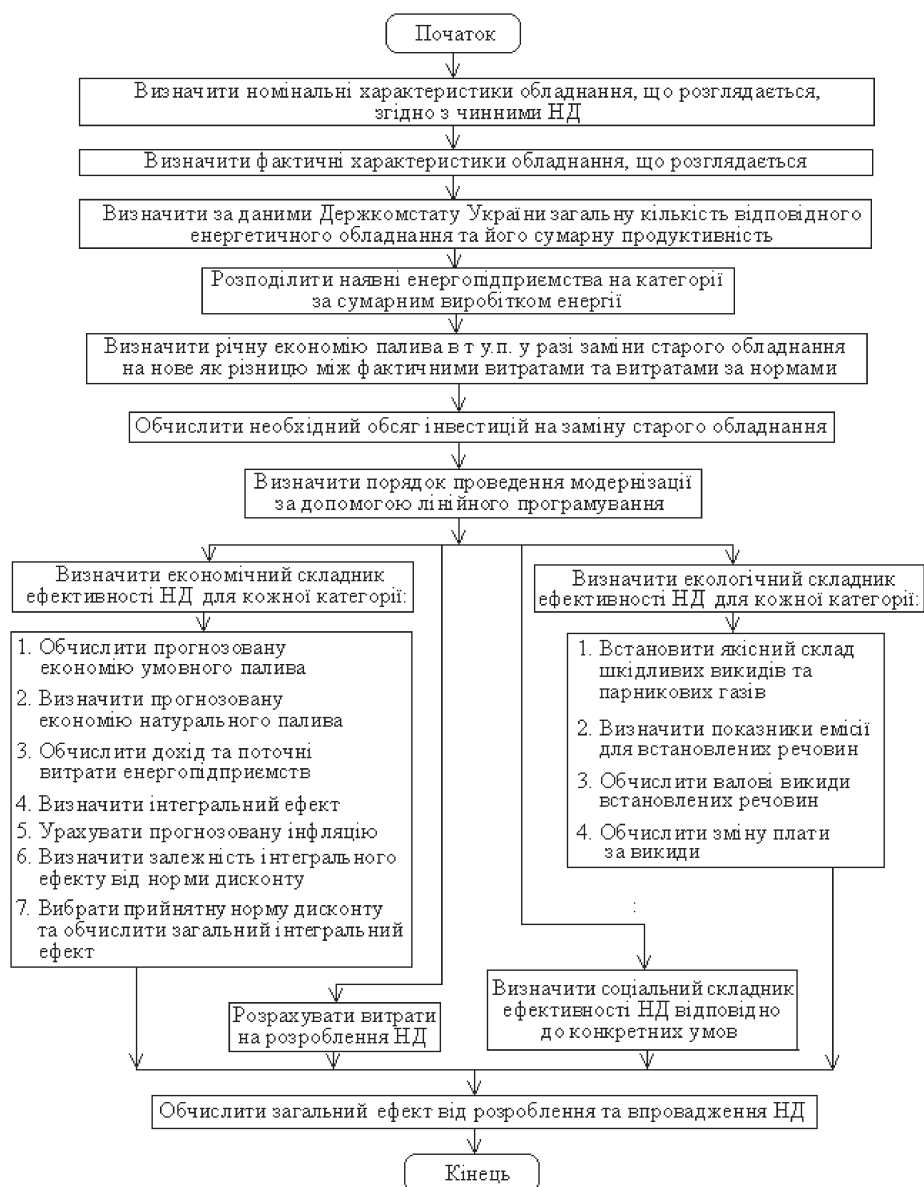 Початок
Визначити номінальні характеристики обладнання, що розглядається,
згідно з чинними НД
Визначити фактичні характеристики обладнання, що розглядається
Визначити за даними Держкомстату України загальну кількість відповідного
енергетичного обладнання та його сумарну продуктивність
Розподілити наявні енергопідприємства на категорії
за сумарним виробітком енергії
Визначити річну економію палива в т у.п. у разі заміни старого обладнання
на нове як різницю між фактичними витратами та витратами за нормами
Обчислити необхідний обсяг інвестицій на заміну старого обладнання
Визначити порядок проведення модернізації
за допомогою лінійного програмування
Визначити економічний складник
ефективності НД для кожної категорії:
1. Обчислити прогнозовану
економію умовного палива
2. Визначити прогнозовану
економію натурального палива
3. Обчислити дохід та поточні
витрати енергопідприємств
4. Визначити інтегральний ефект
5. Урахувати прогнозовану інфляцію
6. Визначити залежність інтегрального
ефекту від норми дисконту
7. Вибрати прийнятну норму дисконту
та обчислити загальний інтегральний
ефект
Визначити екологічний складник
ефективності НД для кожної категорії:
1. Встановити якісний склад
шкідливих викидів та
парникових газів
2. Визначити показники емісії
для встановлених речовин
3. Обчислити валові викиди
встановлених речовин
4. Обчислити зміну плати
за викиди
:
Розрахувати витрати
на розроблення НД
Визначити соціальний складник
ефективності НД відповідно
до конкретних умов
Обчислити загальний ефект від розроблення та впровадження НД
Кінець